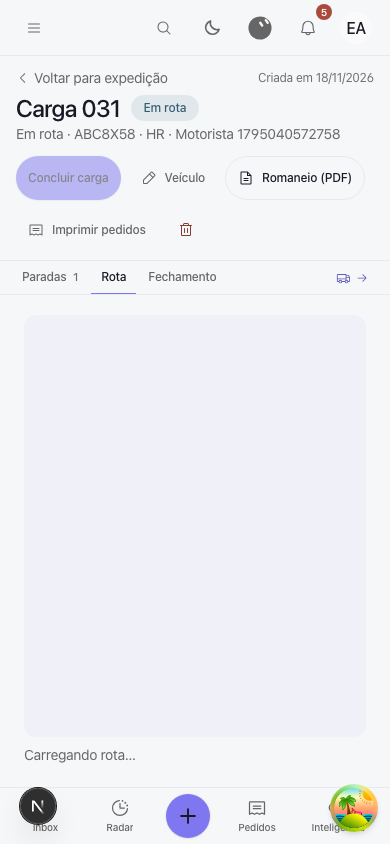 5
EA
Voltar para expedição
Criada em 18/11/2026
Carga 031
Em rota
Em rota · ABC8X58 · HR · Motorista 1795040572758
Concluir carga
Veículo
Romaneio (PDF)
Imprimir pedidos
Paradas 1
Rota
Fechamento
Carregando rota...
N
Inbox
Radar
Pedidos